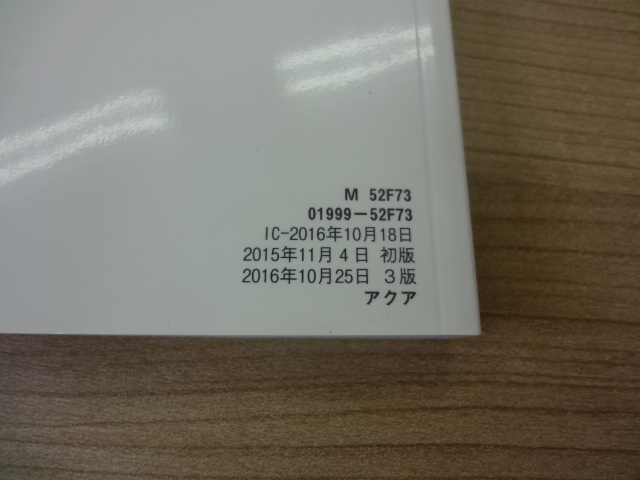 M 52F73
01999-52F73
IC-2016年10月18日
2015年11月4日 初版
2016年10月25日 3版
アクア